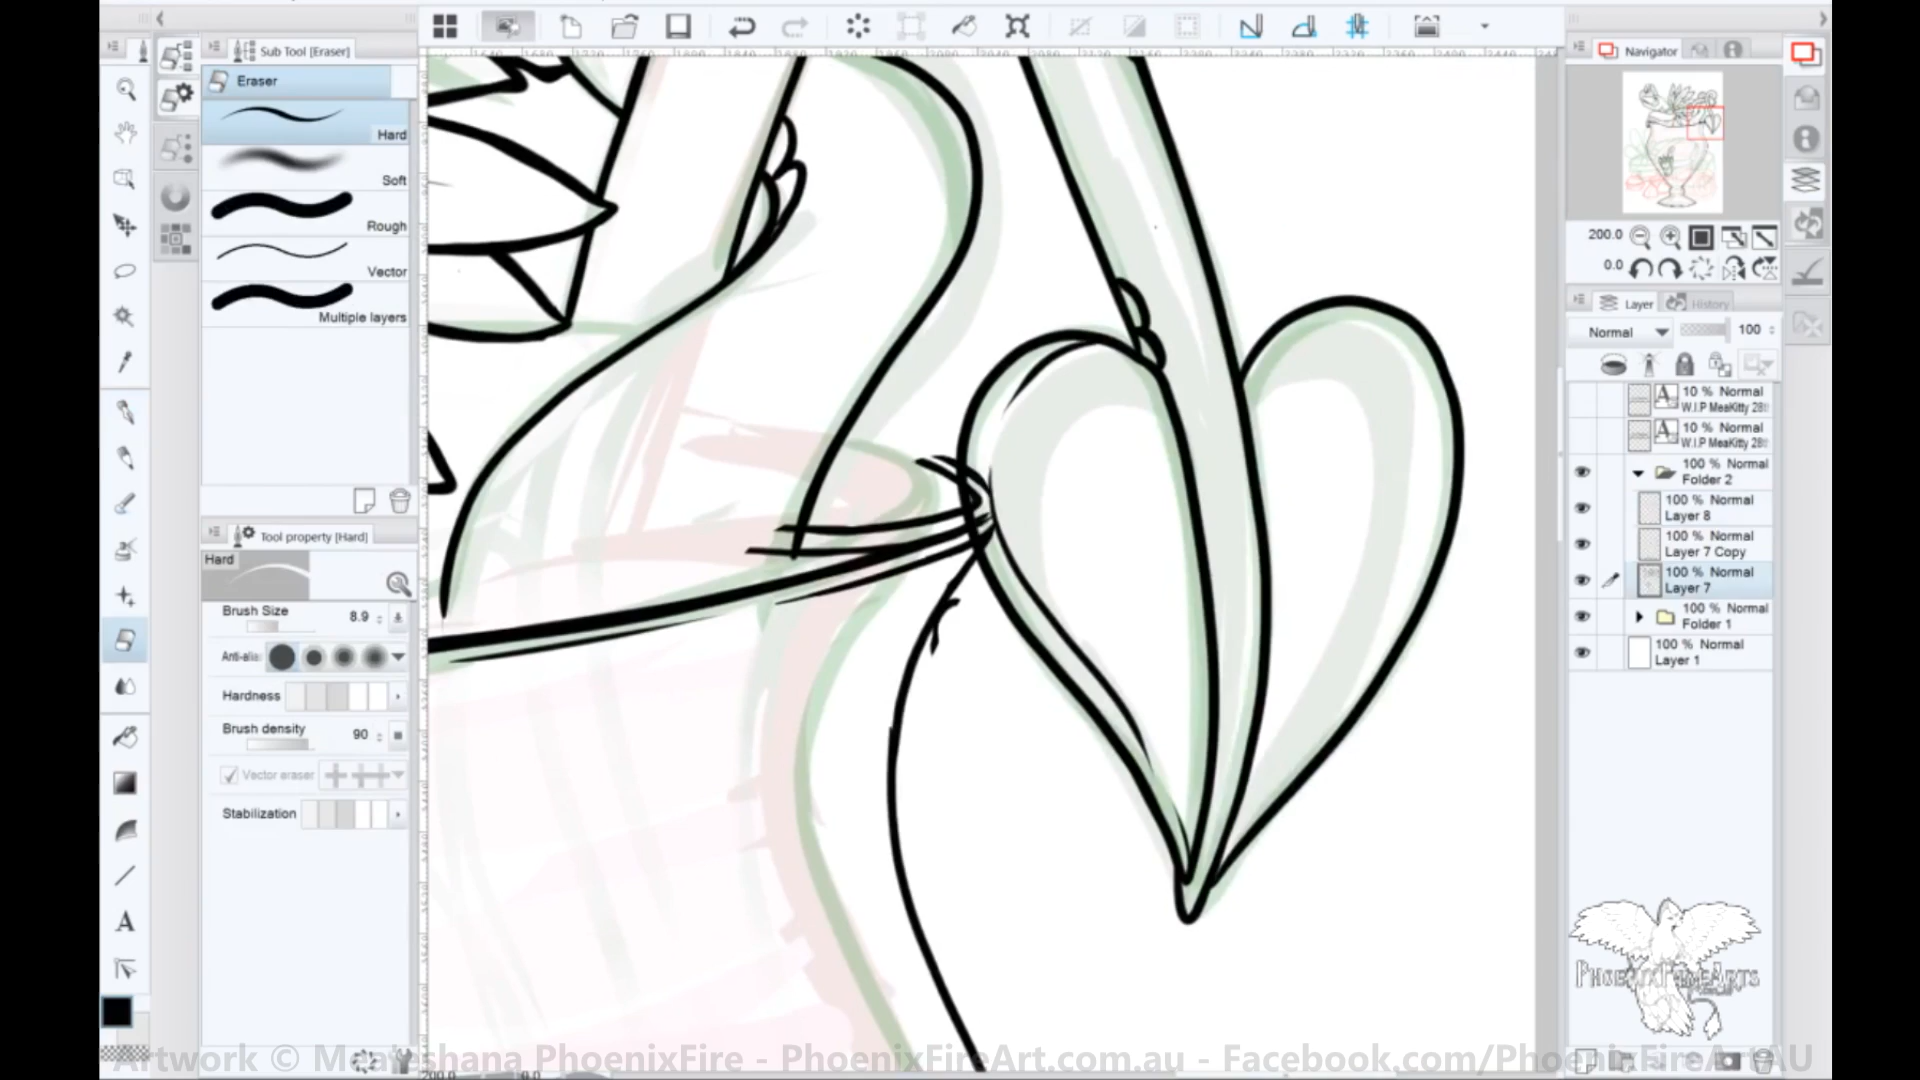 Sub Tool [Eraser]
Eraser
Hard
Soft
Rough
Vector
Multiple layers
Tool property [Hard]
Hard
Brush Size 8.9
Hardness
Brush density 90
Vector eraser
Stabilization
Navigator
200.0
0.0
Layer History
Normal 100
10 % Normal
10 % Normal
100 % Normal
Folder 2
100 % Normal
Layer 8
100 % Normal
Layer 7 Copy
100 % Normal
Layer 7
100 % Normal
Folder 1
100 % Normal
Layer 1
PhoenixFireArts
PhoenixFire - PhoenixFireArt.com.au - Facebook.com/PhoenixFireArtAU